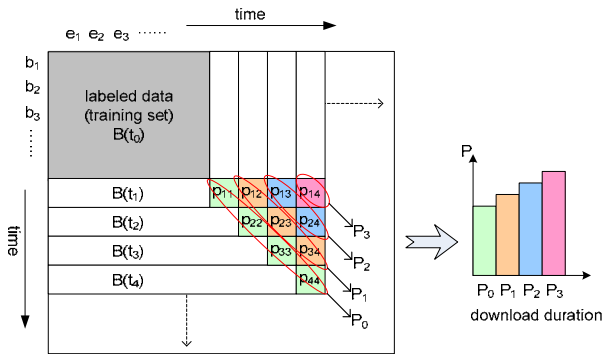 time
e1 e2 e3 ......
b1
b2
b3
labeled data
(training set)
B(t0)
time
B(t1) p11 p12 p13 p14
B(t2) p22 p23 p24
B(t3) p33 p34
B(t4) p44
P3
P2
P1
P0
P
P0 P1 P2 P3
download duration